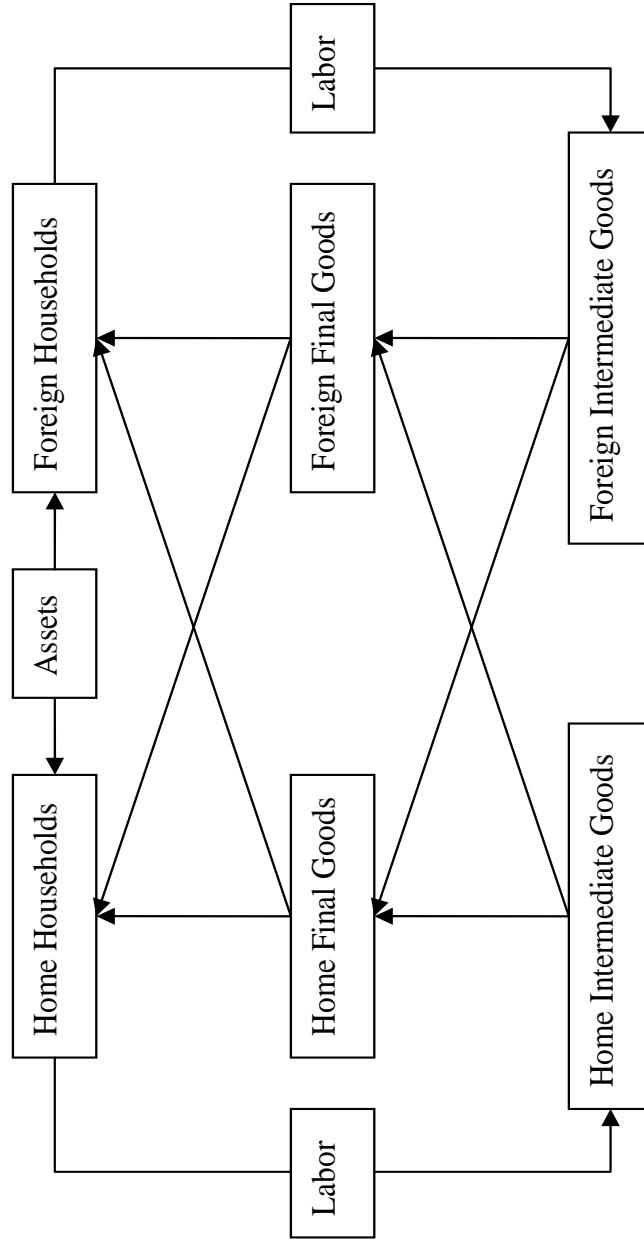 Home Households
Assets
Foreign Households
Labor
Home Final Goods
Foreign Final Goods
Labor
Home Intermediate Goods
Foreign Intermediate Goods